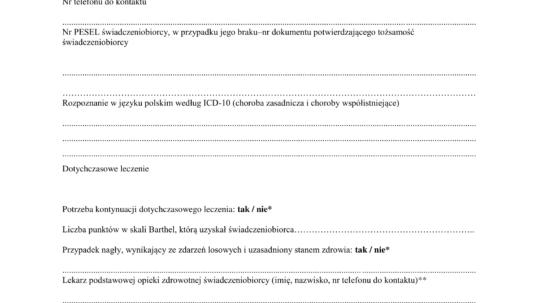 Nr telefonu do kontaktu
................................................................................................................................................
Nr PESEL świadczeniobiorcy, w przypadku jego braku–nr dokumentu potwierdzającego tożsamość
świadczeniobiorcy
................................................................................................................................................
………………………………………………………………………………………………………………
Rozpoznanie w języku polskim według ICD-10 (choroba zasadnicza i choroby współistniejące)
................................................................................................................................................
................................................................................................................................................
................................................................................................................................................
Dotychczasowe leczenie
Potrzeba kontynuacji dotychczasowego leczenia: tak / nie*
Liczba punktów w skali Barthel, którą uzyskał świadczeniobiorca…………………………………………………..
Przypadek nagły, wynikający ze zdarzeń losowych i uzasadniony stanem zdrowia: tak / nie*
................................................................................................................................................
Lekarz podstawowej opieki zdrowotnej świadczeniobiorcy (imię, nazwisko, nr telefonu do kontaktu)**
................................................................................................................................................